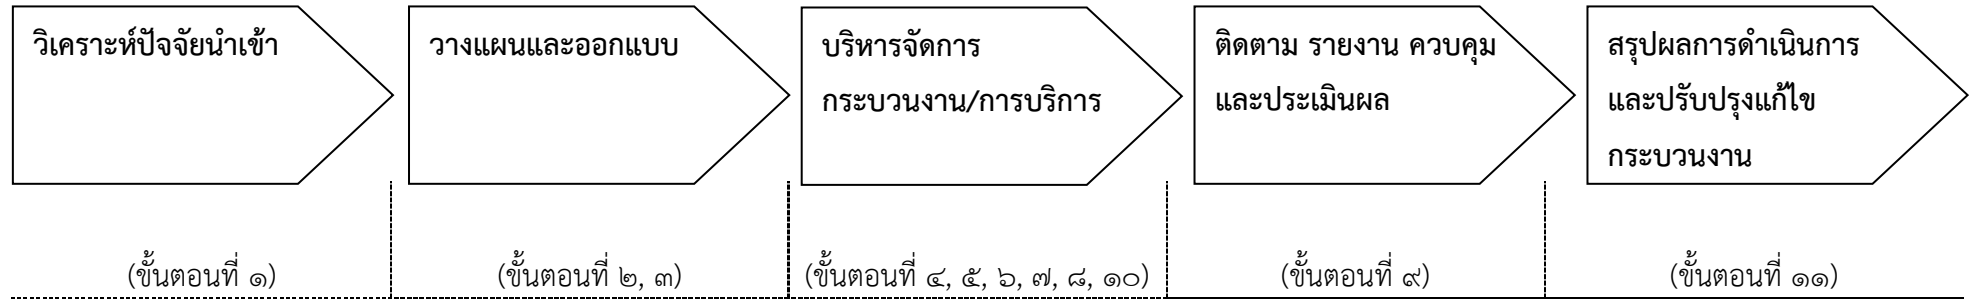 วิเคราะห์ปัจจัยนำเข้า
วางแผนและออกแบบ
บริหารจัดการ
กระบวนงาน/การบริการ
ติดตาม รายงาน ควบคุม
และประเมินผล
สรุปผลการดำเนินการ
และปรับปรุงแก้ไข
กระบวนงาน
(ขั้นตอนที่ ๑)
(ขั้นตอนที่ ๒, ๓)
(ขั้นตอนที่ ๔, ๕, ๖, ๗, ๘, ๑๐)
(ขั้นตอนที่ ๙)
(ขั้นตอนที่ ๑๑)